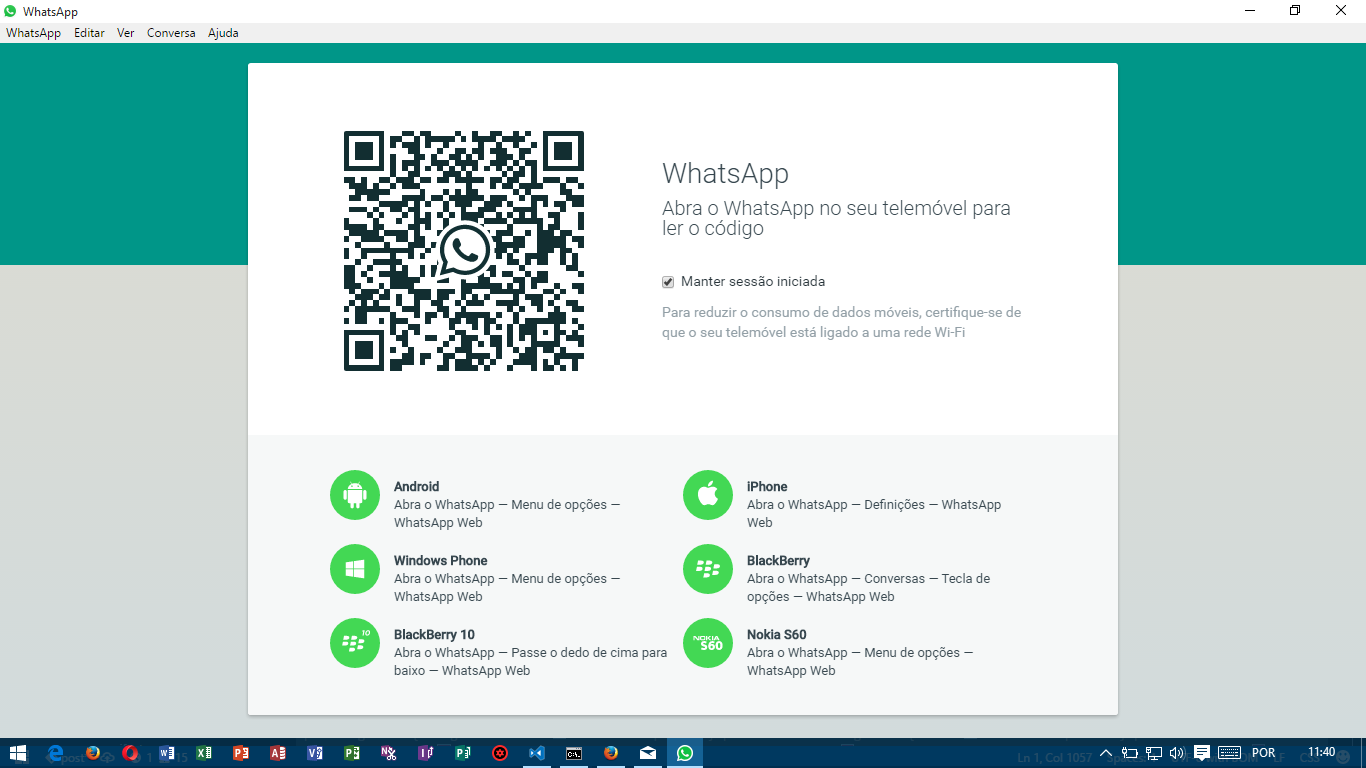 WhatsApp
WhatsApp Editar Ver Conversa Ajuda
WhatsApp
Abra o WhatsApp no seu telemóvel para
ler o código
Manter sessão iniciada
Para reduzir o consumo de dados móveis, certifique-se de
que o seu telemóvel está ligado a uma rede Wi-Fi
Android
Abra o WhatsApp — Menu de opções —
WhatsApp Web
iPhone
Abra o WhatsApp — Definições — WhatsApp
Web
Windows Phone
Abra o WhatsApp — Menu de opções —
WhatsApp Web
BlackBerry
Abra o WhatsApp — Conversas — Tecla de
opções — WhatsApp Web
10
BlackBerry 10
Abra o WhatsApp — Passe o dedo de cima para
baixo — WhatsApp Web
NOKIA
S60
Nokia S60
Abra o WhatsApp — Menu de opções —
WhatsApp Web
Ln 1, Col 1057
POR
11:40